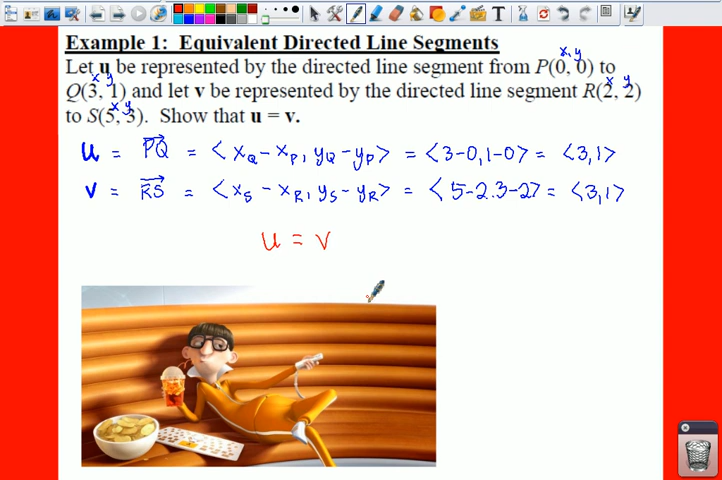 Example 1: Equivalent Directed Line Segments
Let u be represented by the directed line segment from P(0, 0) to
x, y
Q(3, 1) and let v be represented by the directed line segment R(2, 2)
x y
x y
to S(5, 3). Show that u = v.
x y
u = PQ = <xQ - xP, yQ - yP> = <3-0, 1-0> = <3,1>
v = RS = <xS - xR, yS - yR> = <5-2, 3-2> = <3,1>
u = v